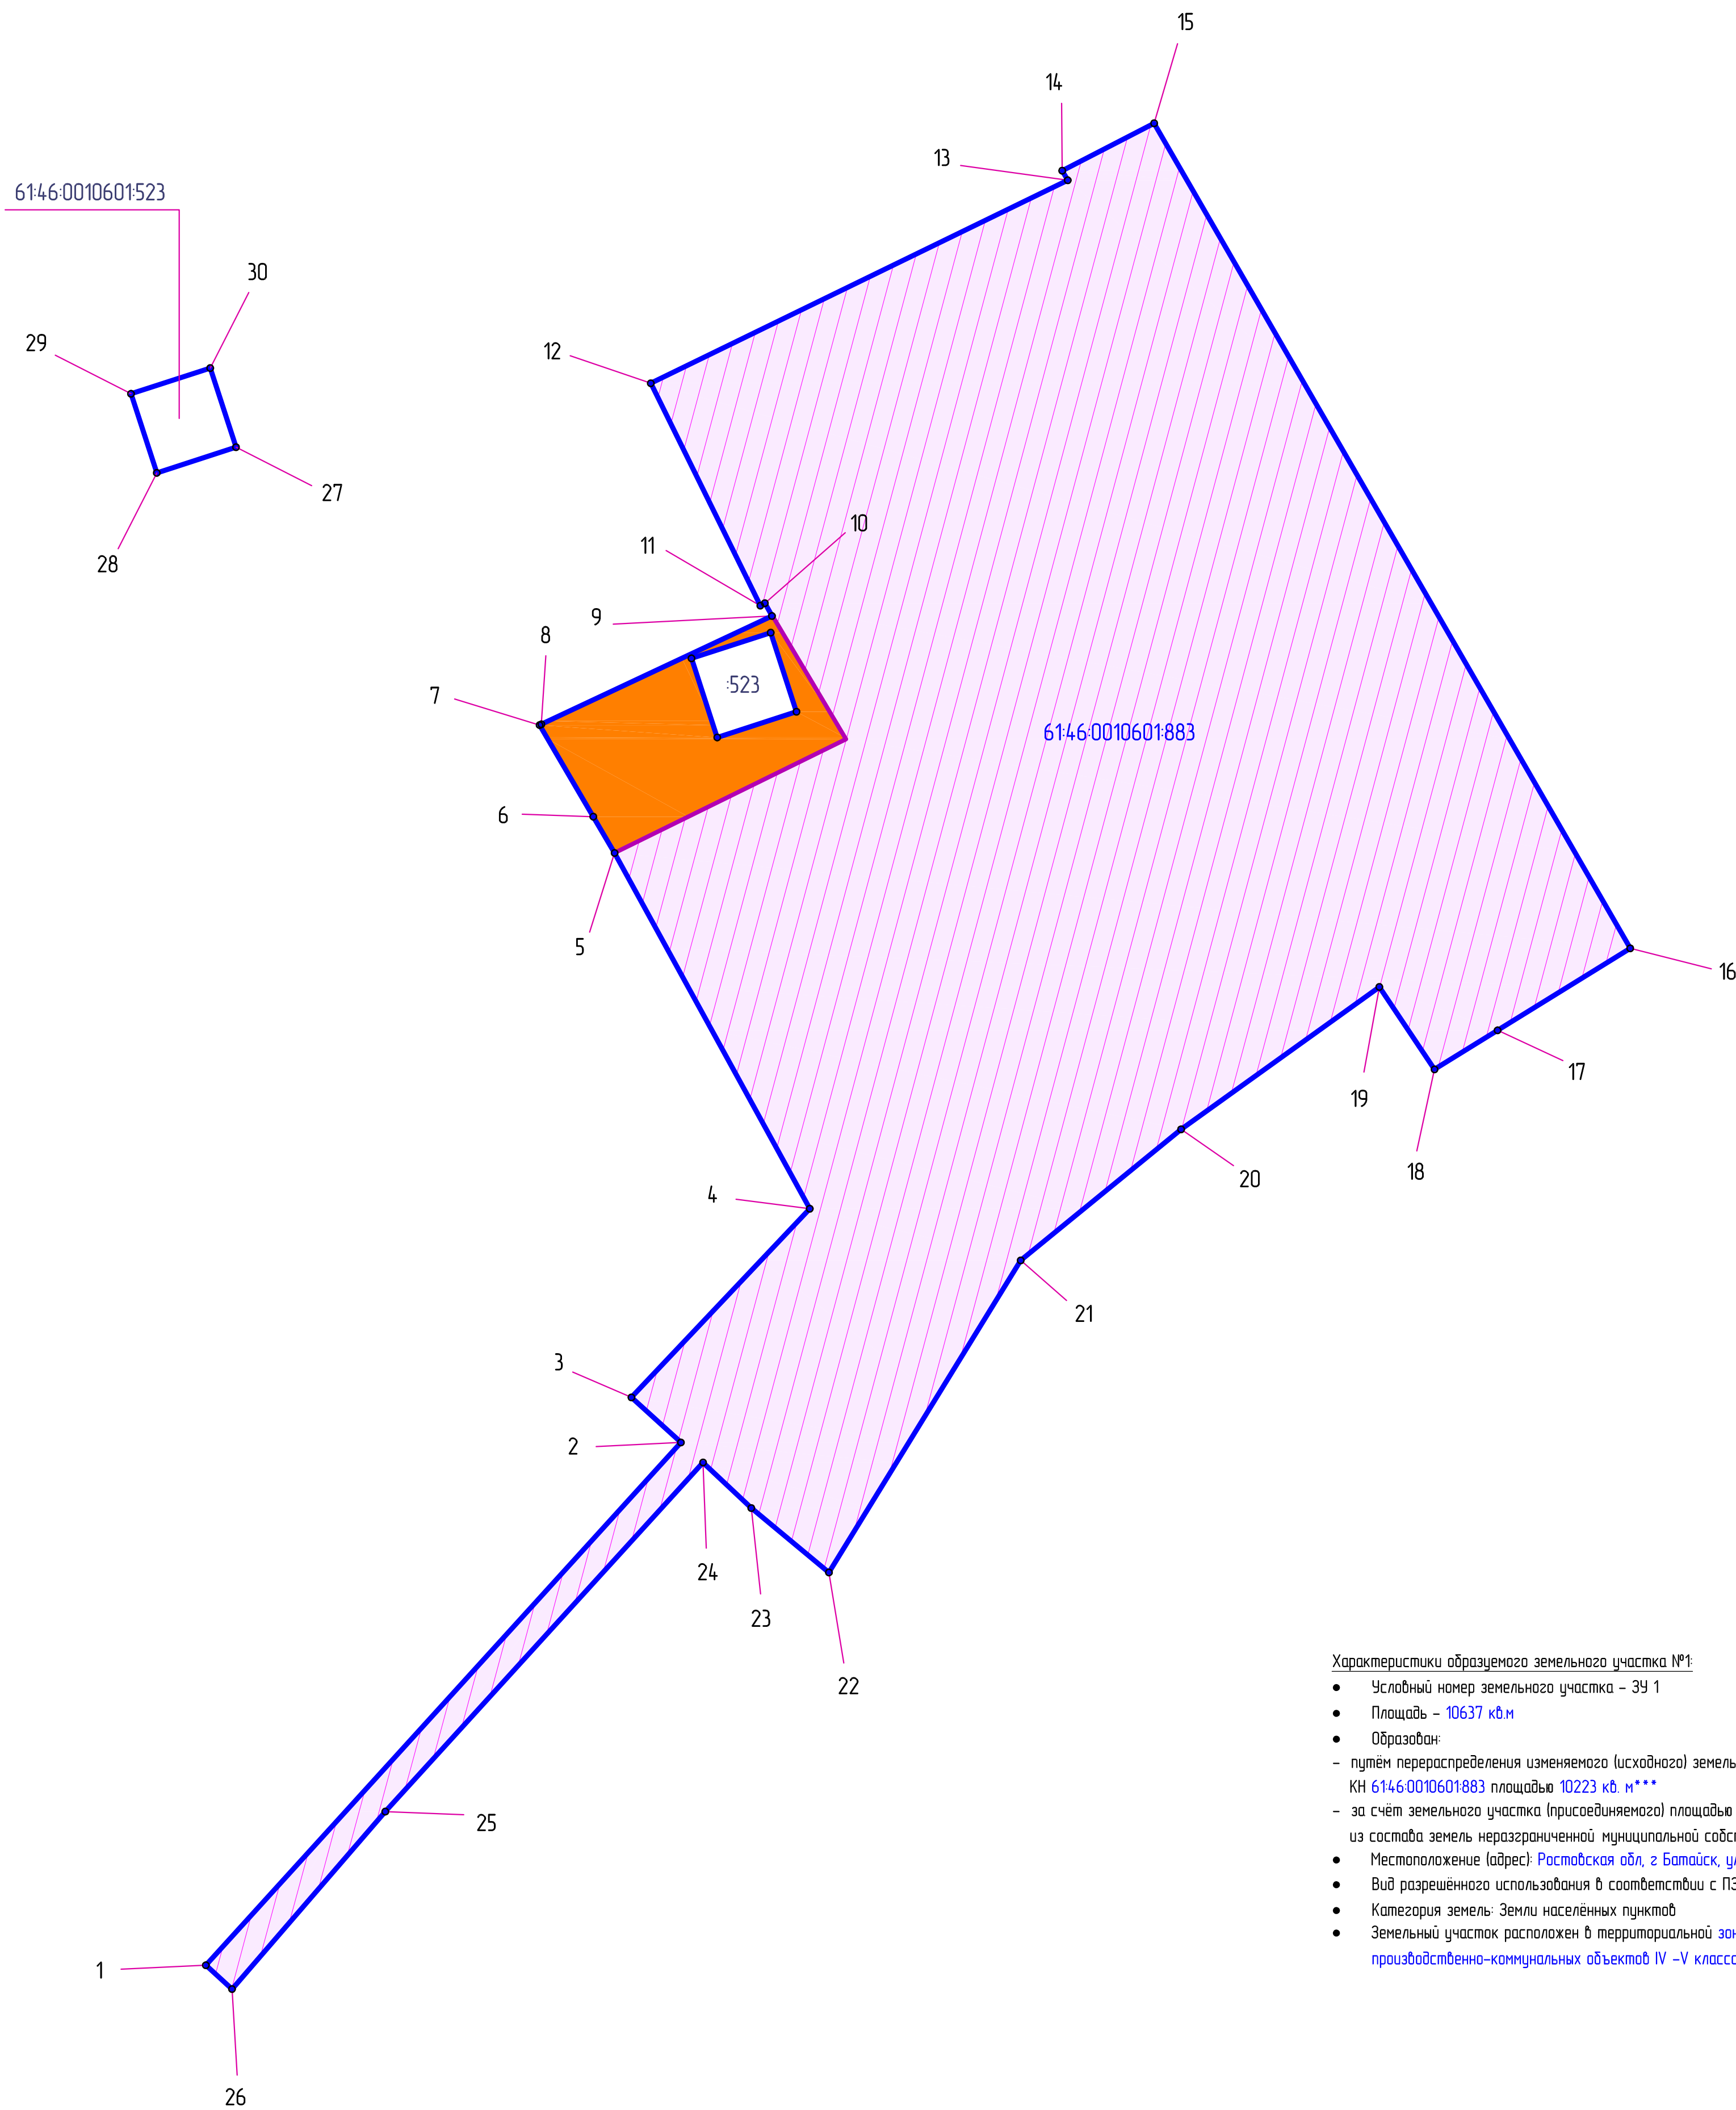 15
14
13
61:46:0010601:523
30
29
12
27
10
11
28
9
8
:523
7
61:46:0010601:883
6
5
16
17
19
18
20
4
21
3
2
24
23
22
25
1
26
Характеристики образуемого земельного участка №1:
● Условный номер земельного участка – ЗУ 1
● Площадь – 10637 кв.м
● Образован:
– путём перераспределения изменяемого (исходного)
КН 61:46:0010601:883 площадью 10223 кв. м***
– за счёт земельного участка (присоединяемого) площадью
из состава земель неразграниченной муниципальной
● Местоположение (адрес): Ростовская обл, г Батайск,
● Вид разрешённого использования в соответствии с
● Категория земель: Земли населённых пунктов
● Земельный участок расположен в территориальной
производственно-коммунальных объектов IV –V